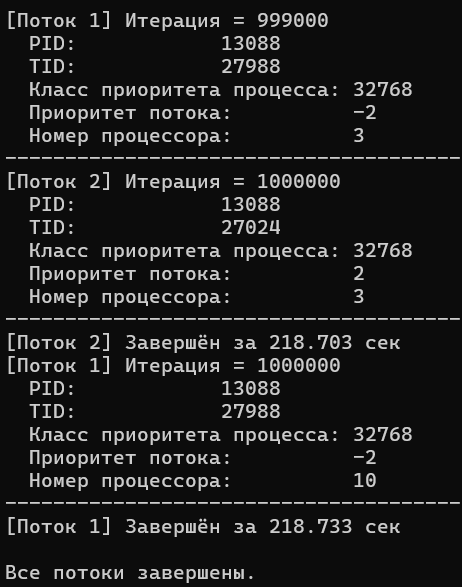 [Поток 1] Итерация = 999000
PID: 13088
TID: 27988
Класс приоритета процесса: 32768
Приоритет потока: -2
Номер процессора: 3
----------------------------------------
[Поток 2] Итерация = 1000000
PID: 13088
TID: 27024
Класс приоритета процесса: 32768
Приоритет потока: 2
Номер процессора: 3
----------------------------------------
[Поток 2] Завершён за 218.703 сек
[Поток 1] Итерация = 1000000
PID: 13088
TID: 27988
Класс приоритета процесса: 32768
Приоритет потока: -2
Номер процессора: 10
----------------------------------------
[Поток 1] Завершён за 218.733 сек
Все потоки завершены.